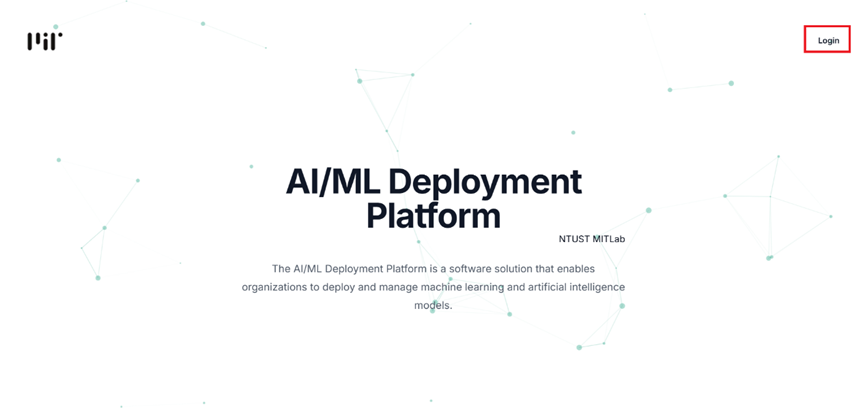 Login
AI/ML Deployment
Platform
NTUST MITLab
The AI/ML Deployment Platform is a software solution that enables
organizations to deploy and manage machine learning and artificial intelligence
models.